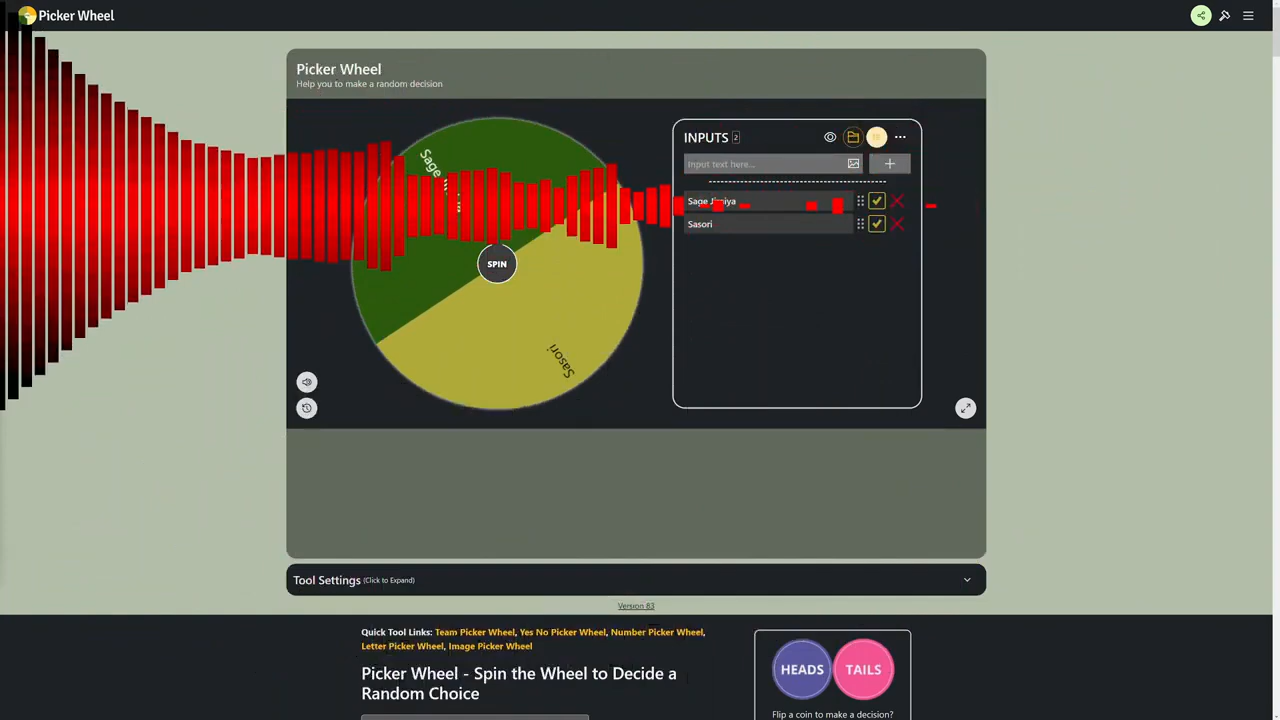 Picker Wheel
Picker Wheel
Help you to make a random decision
Sage
SPIN
Sasori
INPUTS 2
Input text here...
Sage Jiraiya
Sasori
Tool Settings (Click to Expand)
Version 83
Quick Tool Links: Team Picker Wheel, Yes No Picker Wheel, Number Picker Wheel,
Letter Picker Wheel, Image Picker Wheel
Picker Wheel - Spin the Wheel to Decide a
Random Choice
HEADS TAILS
Flip a coin to make a decision?